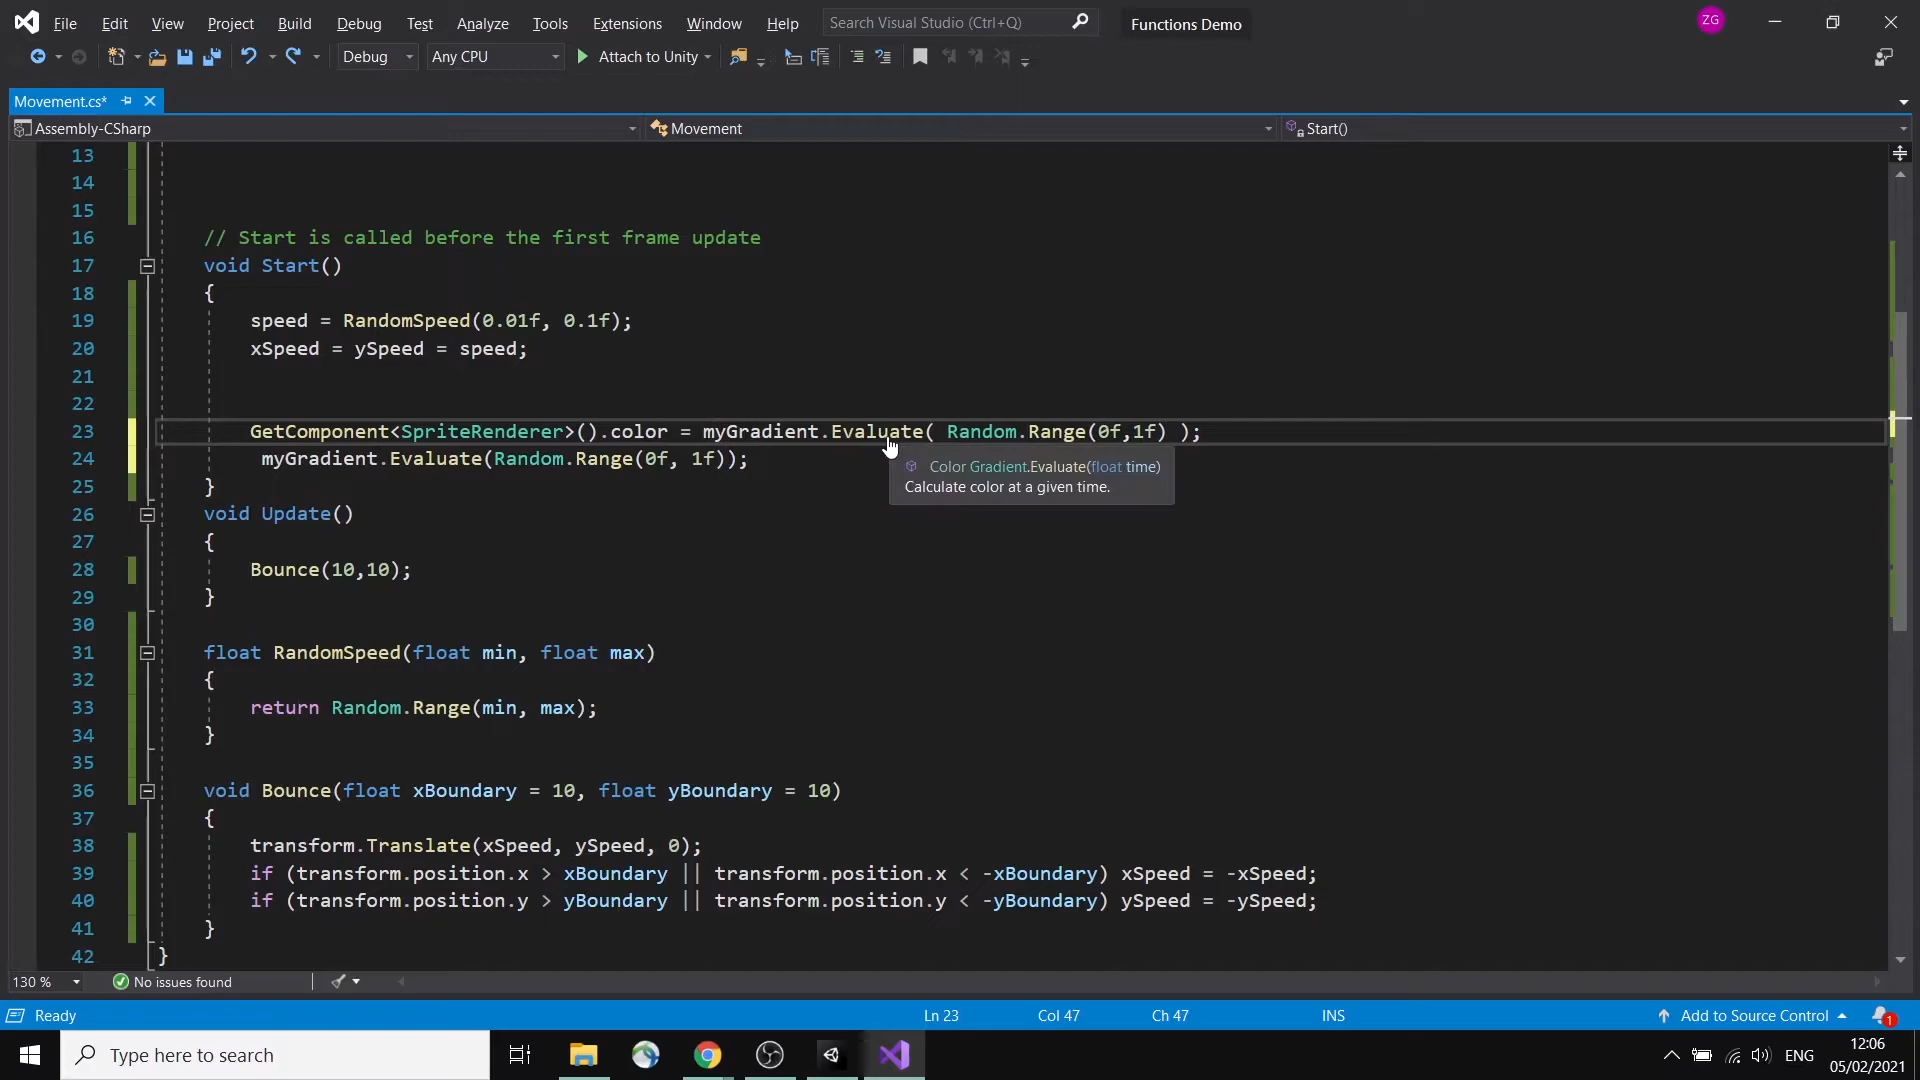 File Edit View Project Build Debug Test Analyze Tools Extensions Window Help Search Visual Studio (Ctrl+Q) Functions Demo ZG
Debug Any CPU Attach to Unity
Movement.cs*
Assembly-CSharp Movement Start()
13
14
15
16 // Start is called before the first frame update
17 void Start()
18 {
19 speed = RandomSpeed(0.01f, 0.1f);
20 xSpeed = ySpeed = speed;
21
22
23 GetComponent<SpriteRenderer>().color = myGradient.Evaluate( Random.Range(0f,1f) );
24 myGradient.Evaluate(Random.Range(0f, 1f));
Color Gradient.Evaluate(float time)
25 }
Calculate color at a given time.
26 void Update()
27 {
28 Bounce(10,10);
29 }
30
31 float RandomSpeed(float min, float max)
32 {
33 return Random.Range(min, max);
34 }
35
36 void Bounce(float xBoundary = 10, float yBoundary = 10)
37 {
38 transform.Translate(xSpeed, ySpeed, 0);
39 if (transform.position.x > xBoundary || transform.position.x < -xBoundary) xSpeed = -xSpeed;
40 if (transform.position.y > yBoundary || transform.position.y < -yBoundary) ySpeed = -ySpeed;
41 }
42 }
130 % No issues found
Ready Ln 23 Col 47 Ch 47 INS Add to Source Control 1
Type here to search ENG 12:06
05/02/2021